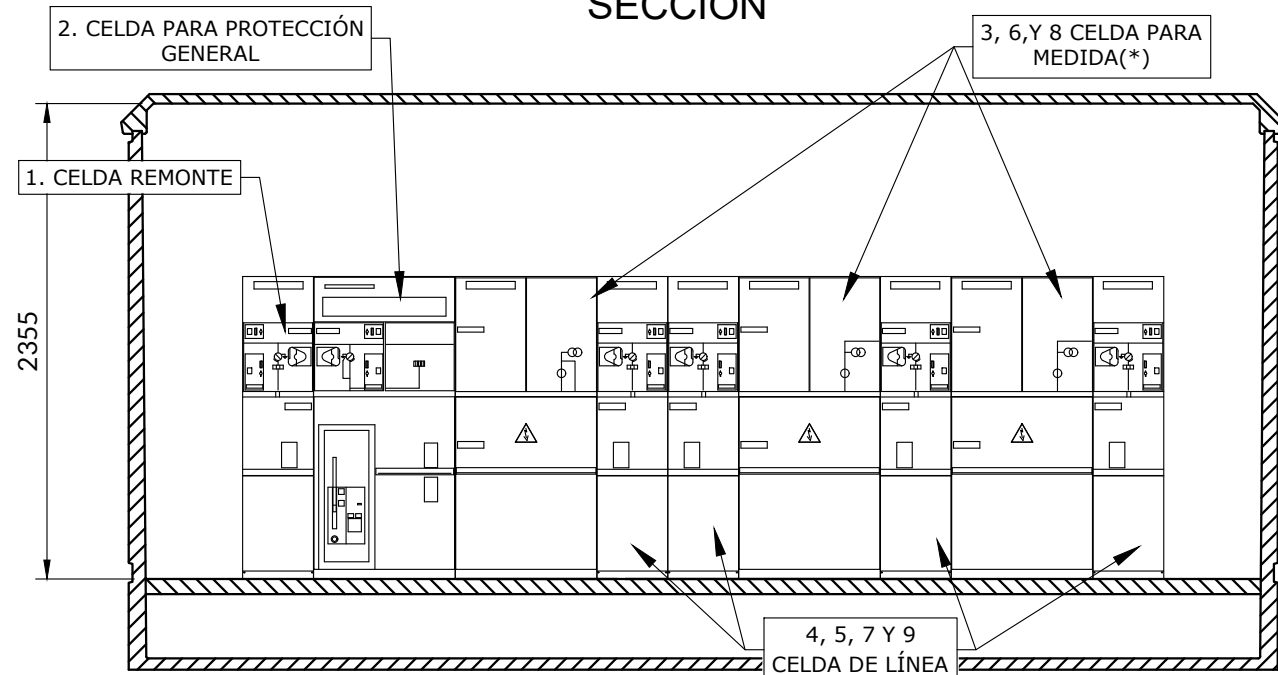 SECCIÓN
2. CELDA PARA PROTECCIÓN
GENERAL
3, 6,Y 8 CELDA PARA
MEDIDA(*)
1. CELDA REMONTE
2355
4, 5, 7 Y 9
CELDA DE LÍNEA